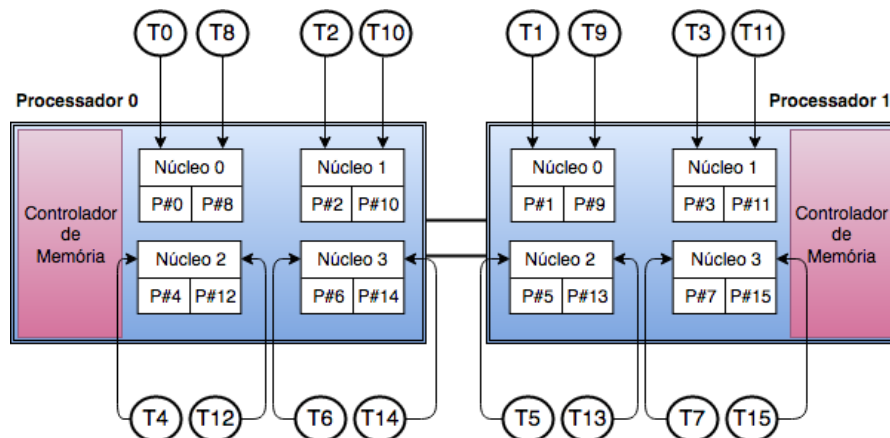 T0 T8 T2 T10 T1 T9 T3 T11
Processador 0 Processador 1
Núcleo 0 Núcleo 1 Núcleo 0 Núcleo 1
P#0 P#8 P#2 P#10 P#1 P#9 P#3 P#11
Controlador
de
Memória
Controlador
de
Memória
Núcleo 2 Núcleo 3 Núcleo 2 Núcleo 3
P#4 P#12 P#6 P#14 P#5 P#13 P#7 P#15
T4 T12 T6 T14 T5 T13 T7 T15